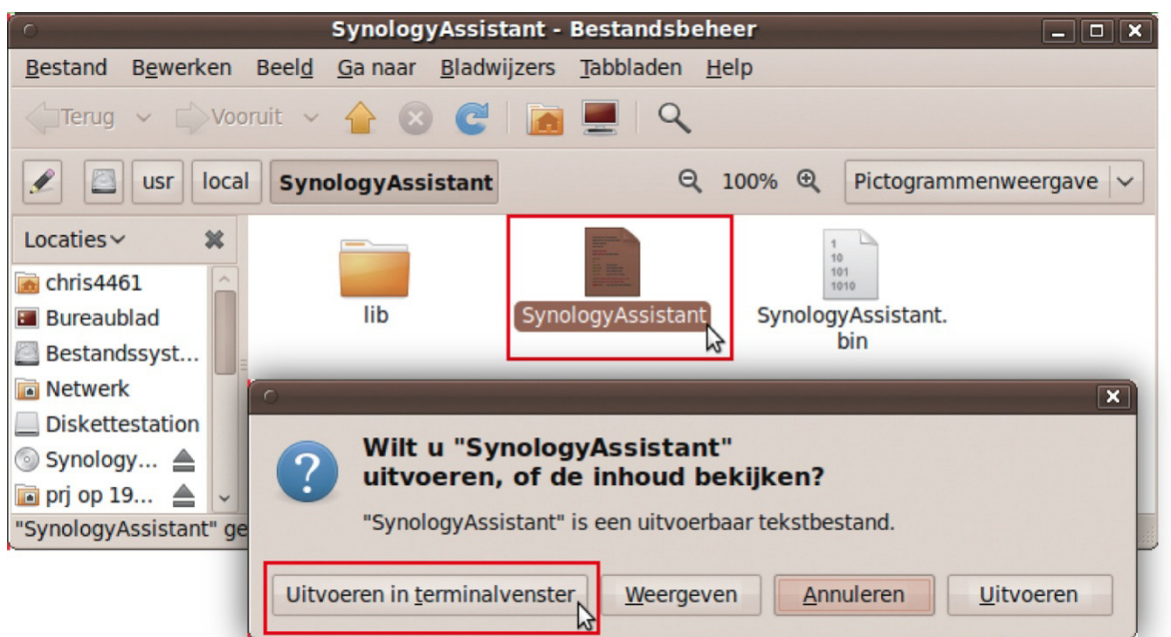 SynologyAssistant - Bestandsbeheer
Bestand Bewerken Beeld Ga naar Bladwijzers Tabbladen Help
Terug Vooruit
usr local SynologyAssistant 100% Pictogrammenweergave
Locaties
chris4461
Bureaublad
Bestandssyst...
Netwerk
Diskettestation
Synology...
prj op 19...
"SynologyAssistant" ge
lib
SynologyAssistant
1
10
101
1010
SynologyAssistant.
bin
Wilt u "SynologyAssistant"
uitvoeren, of de inhoud bekijken?
"SynologyAssistant" is een uitvoerbaar tekstbestand.
Uitvoeren in terminalvenster Weergeven Annuleren Uitvoeren